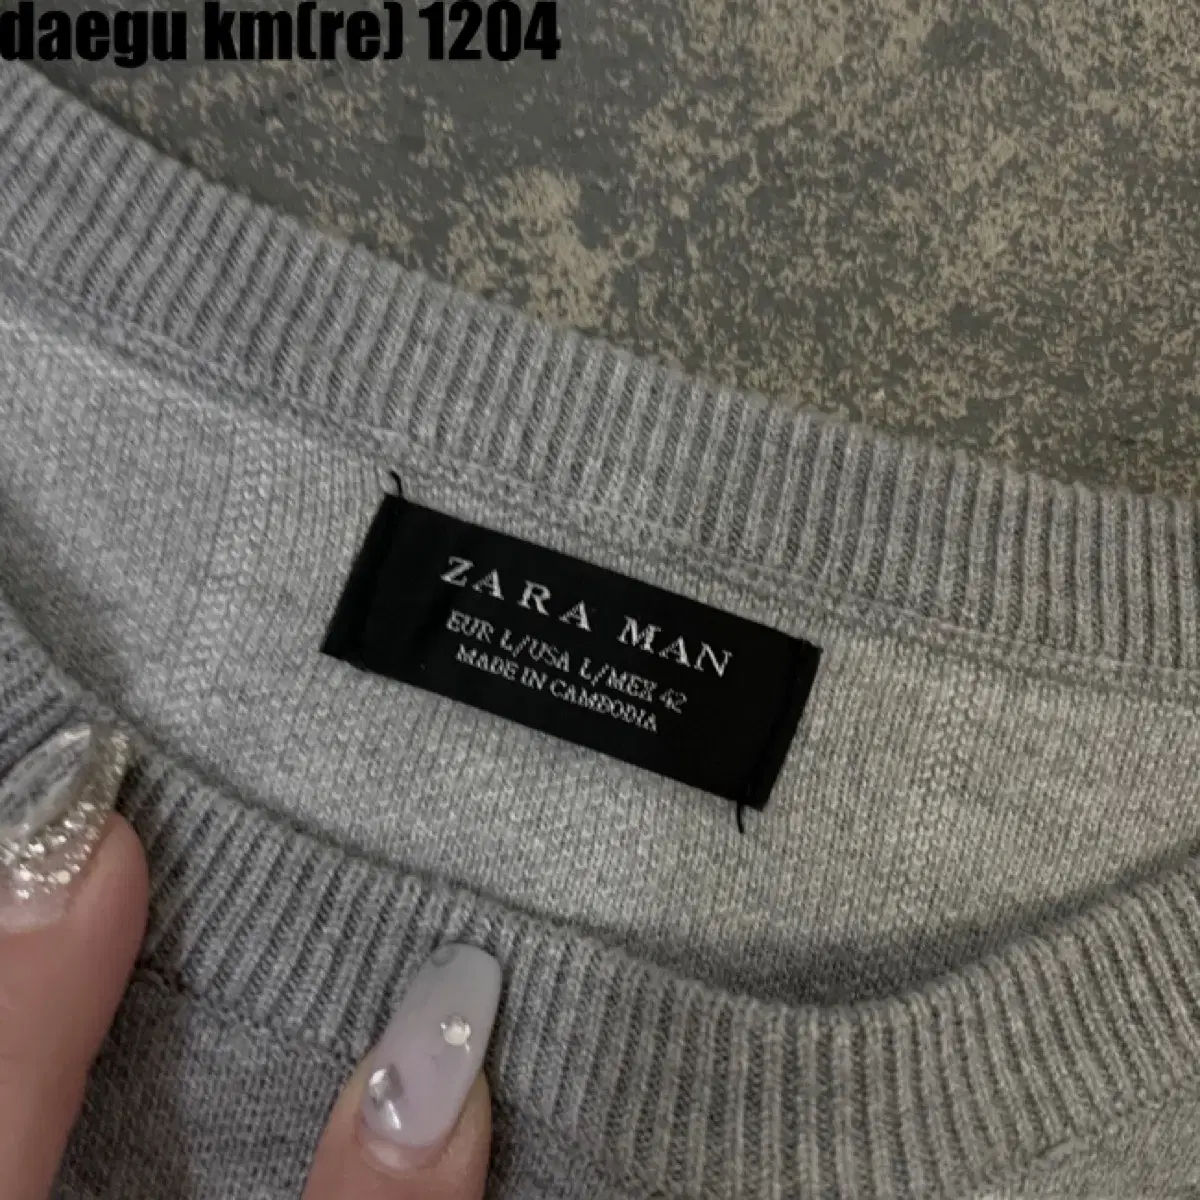 daegu km(re) 1204
ZARA MAN
EUR L/USA L/MEX 42
MADE IN CAMBODIA